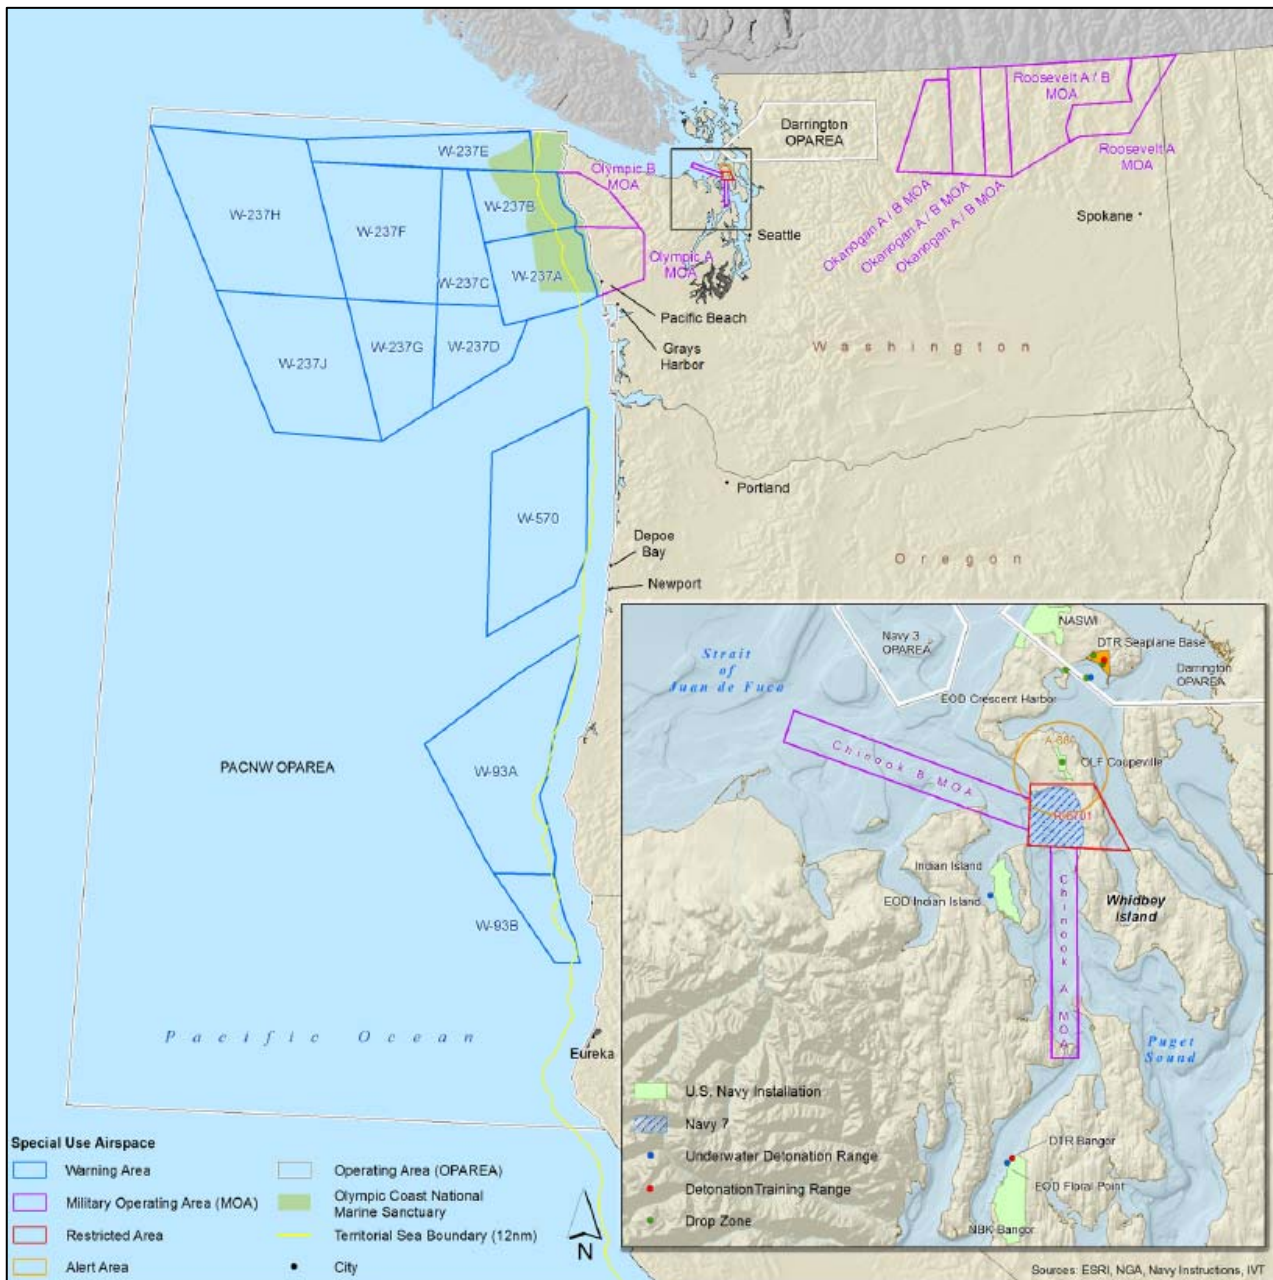 Darrington
OPAREA
Roosevelt A / B
MOA
Roosevelt A
MOA
W-237E
Olympic B
MOA
W-237H
W-237F
W-237B
Okanogan A / B MOA
Okanogan A / B MOA
Okanogan A / B MOA
Spokane
Seattle
Olympic A
MOA
W-237A
W-237C
Pacific Beach
Grays
Harbor
Washington
W-237J
W-237G
W-237D
Portland
W-570
Depoe
Bay
Newport
Oregon
PACNW OPAREA
W-93A
W-93B
Pacific Ocean
Eureka
Strait
of
Juan de Fuca
Navy 3
OPAREA
NASWI
DTR Seaplane Base
Darrington
OPAREA
EOD Crescent Harbor
Chinook B MOA
OLF Coupeville
R-6701
Indian Island
EOD Indian Island
Whidbey
Island
Chinook A MOA
Puget
Sound
U.S. Navy Installation
Navy 7
Underwater Detonation Range
Detonation Training Range
Drop Zone
DTR Bangor
EOD Floral Point
NBK Bangor
Special Use Airspace
Warning Area
Military Operating Area (MOA)
Restricted Area
Alert Area
Operating Area (OPAREA)
Olympic Coast National
Marine Sanctuary
Territorial Sea Boundary (12nm)
City
N
Sources: ESRI, NGA, Navy Instructions, IVT